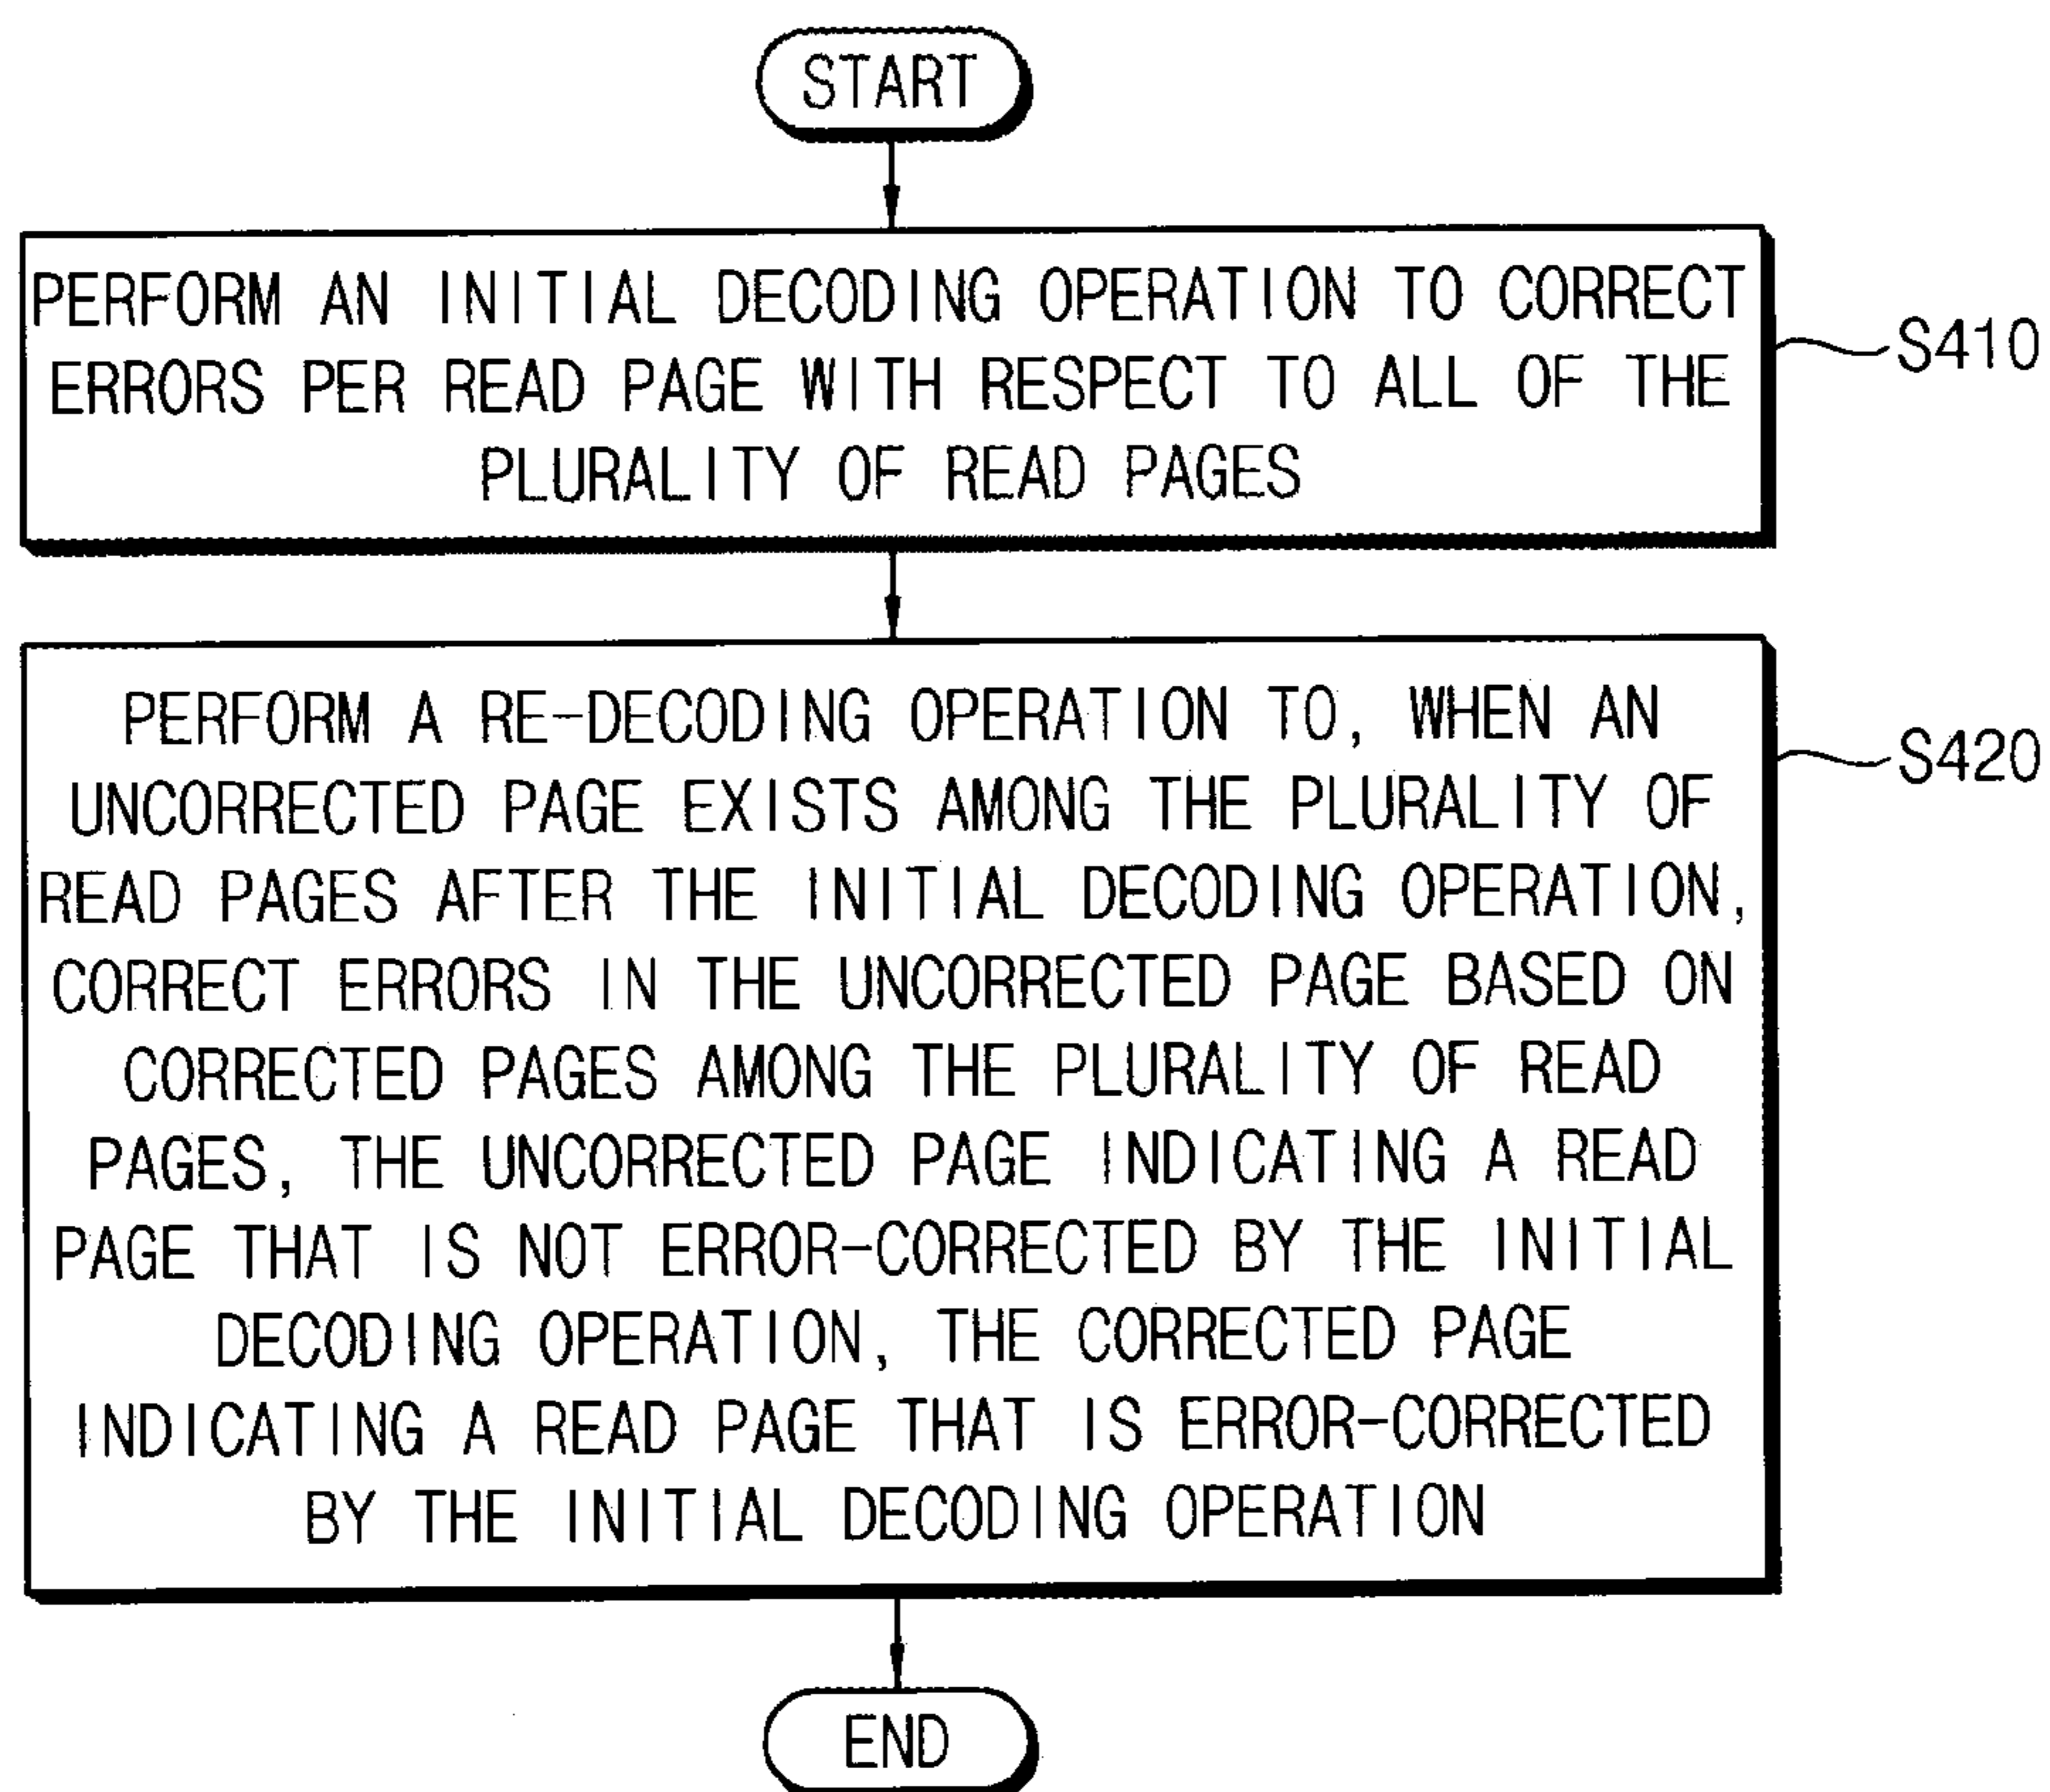 START
PERFORM AN INITIAL DECODING OPERATION TO CORRECT
ERRORS PER READ PAGE WITH RESPECT TO ALL OF THE
PLURALITY OF READ PAGES
S410
PERFORM A RE-DECODING OPERATION TO, WHEN AN
UNCORRECTED PAGE EXISTS AMONG THE PLURALITY OF
READ PAGES AFTER THE INITIAL DECODING OPERATION,
CORRECT ERRORS IN THE UNCORRECTED PAGE BASED ON
CORRECTED PAGES AMONG THE PLURALITY OF READ
PAGES, THE UNCORRECTED PAGE INDICATING A READ
PAGE THAT IS NOT ERROR-CORRECTED BY THE INITIAL
DECODING OPERATION, THE CORRECTED PAGE
INDICATING A READ PAGE THAT IS ERROR-CORRECTED
BY THE INITIAL DECODING OPERATION
S420
END